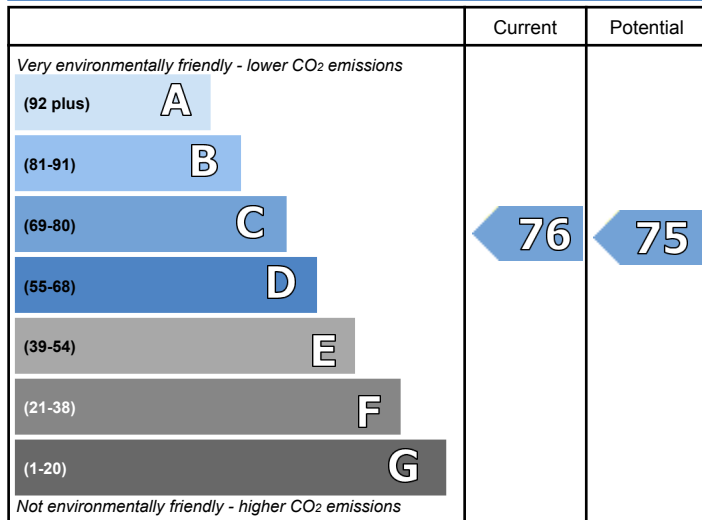 Current Potential
Very environmentally friendly - lower CO2 emissions
(92 plus) A
(81-91) B
(69-80) C 76 75
(55-68) D
(39-54) E
(21-38) F
(1-20) G
Not environmentally friendly - higher CO2 emissions